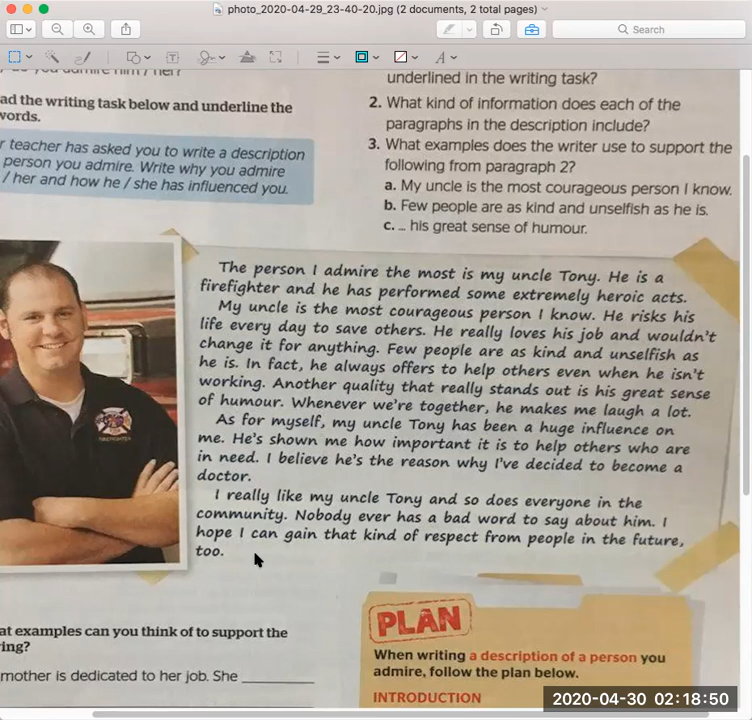 photo_2020-04-29_23-40-20.jpg (2 documents, 2 total pages)
Search
underlined in the writing task?
ad the writing task below and underline the
words.
r teacher has asked you to write a description
person you admire. Write why you admire
/ her and how he / she has influenced you.
2. What kind of information does each of the
paragraphs in the description include?
3. What examples does the writer use to support the
following from paragraph 2?
a. My uncle is the most courageous person I know.
b. Few people are as kind and unselfish as he is.
c. ... his great sense of humour.
The person I admire the most is my uncle Tony. He is a
firefighter and he has performed some extremely heroic acts.
My uncle is the most courageous person I know. He risks his
life every day to save others. He really loves his job and wouldn't
change it for anything. Few people are as kind and unselfish as
he is. In fact, he always offers to help others even when he isn't
working. Another quality that really stands out is his great sense
of humour. Whenever we're together, he makes me laugh a lot.
As for myself, my uncle Tony has been a huge influence on
me. He's shown me how important it is to help others who are
in need. I believe he's the reason why I've decided to become a
doctor.
I really like my uncle Tony and so does everyone in the
community. Nobody ever has a bad word to say about him. I
hope I can gain that kind of respect from people in the future,
too.
FIREFIGHTER
at examples can you think of to support the
ing?
mother is dedicated to her job. She
PLAN
When writing a description of a person you
admire, follow the plan below.
INTRODUCTION
2020-04-30 02:18:50